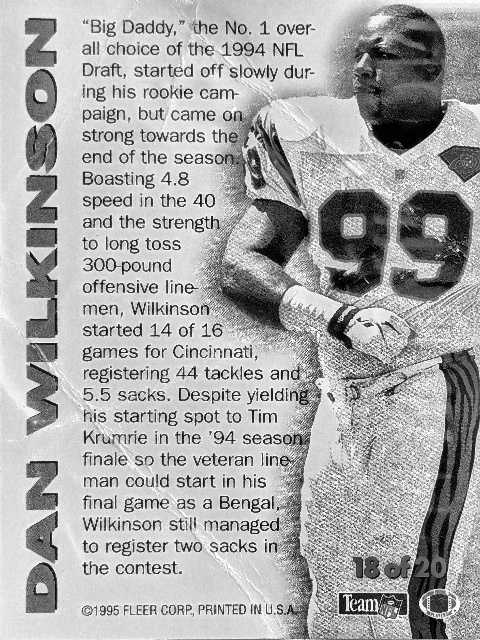 DAN WILKINSON
"Big Daddy," the No. 1 over-
all choice of the 1994 NFL
Draft, started off slowly dur-
ing his rookie cam-
paign, but came on
strong towards the
end of the season.
Boasting 4.8
speed in the 40
and the strength
to long toss
300-pound
offensive line-
men, Wilkinson
started 14 of 16
games for Cincinnati,
registering 44 tackles and
5.5 sacks. Despite yielding
his starting spot to Tim
Krumrie in the '94 season
finale so the veteran line-
man could start in his
final game as a Bengal,
Wilkinson still managed
to register two sacks in
the contest.
99
18 of 20
©1995 FLEER CORP, PRINTED IN U.S.A.
Team NFL